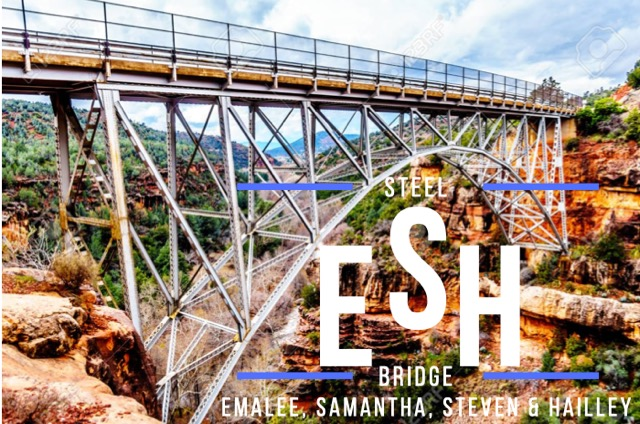 STEEL
ESH
BRIDGE
EMALEE, SAMANTHA, STEVEN & HAILLEY